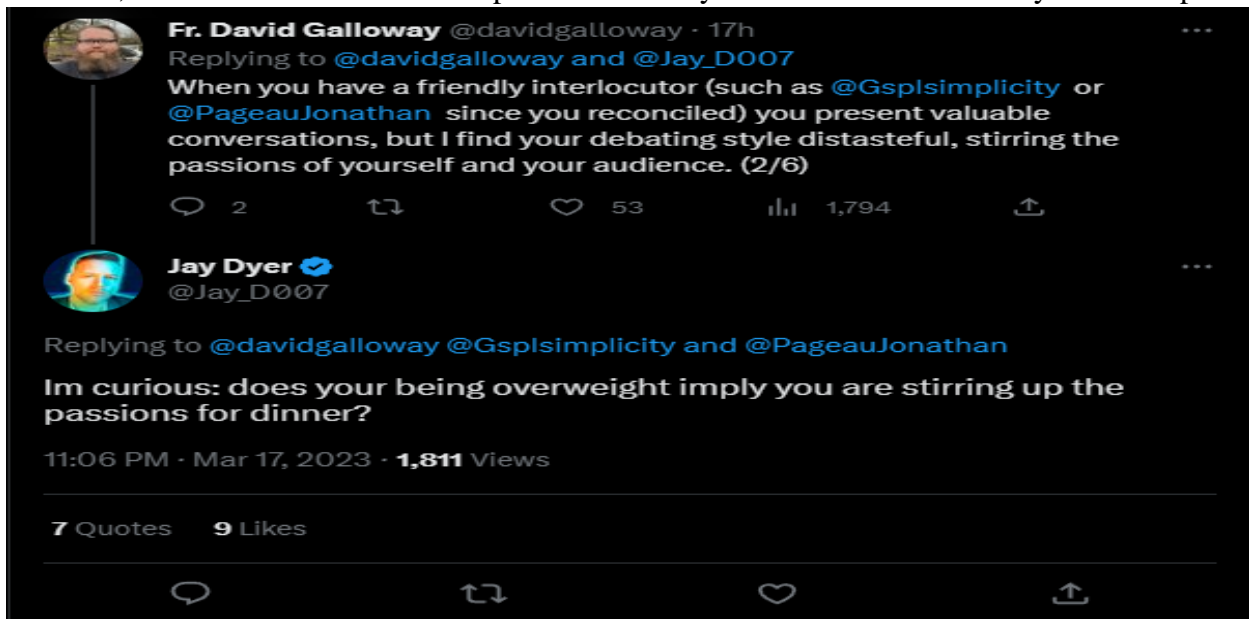 Fr. David Galloway @davidgalloway · 17h
Replying to @davidgalloway and @Jay_D007
When you have a friendly interlocutor (such as @Gsplsimplicity or
@PageauJonathan since you reconciled) you present valuable
conversations, but I find your debating style distasteful, stirring the
passions of yourself and your audience. (2/6)
2 53 1,794
Jay Dyer
@Jay_D007
Replying to @davidgalloway @Gsplsimplicity and @PageauJonathan
Im curious: does your being overweight imply you are stirring up the
passions for dinner?
11:06 PM · Mar 17, 2023 · 1,811 Views
7 Quotes 9 Likes